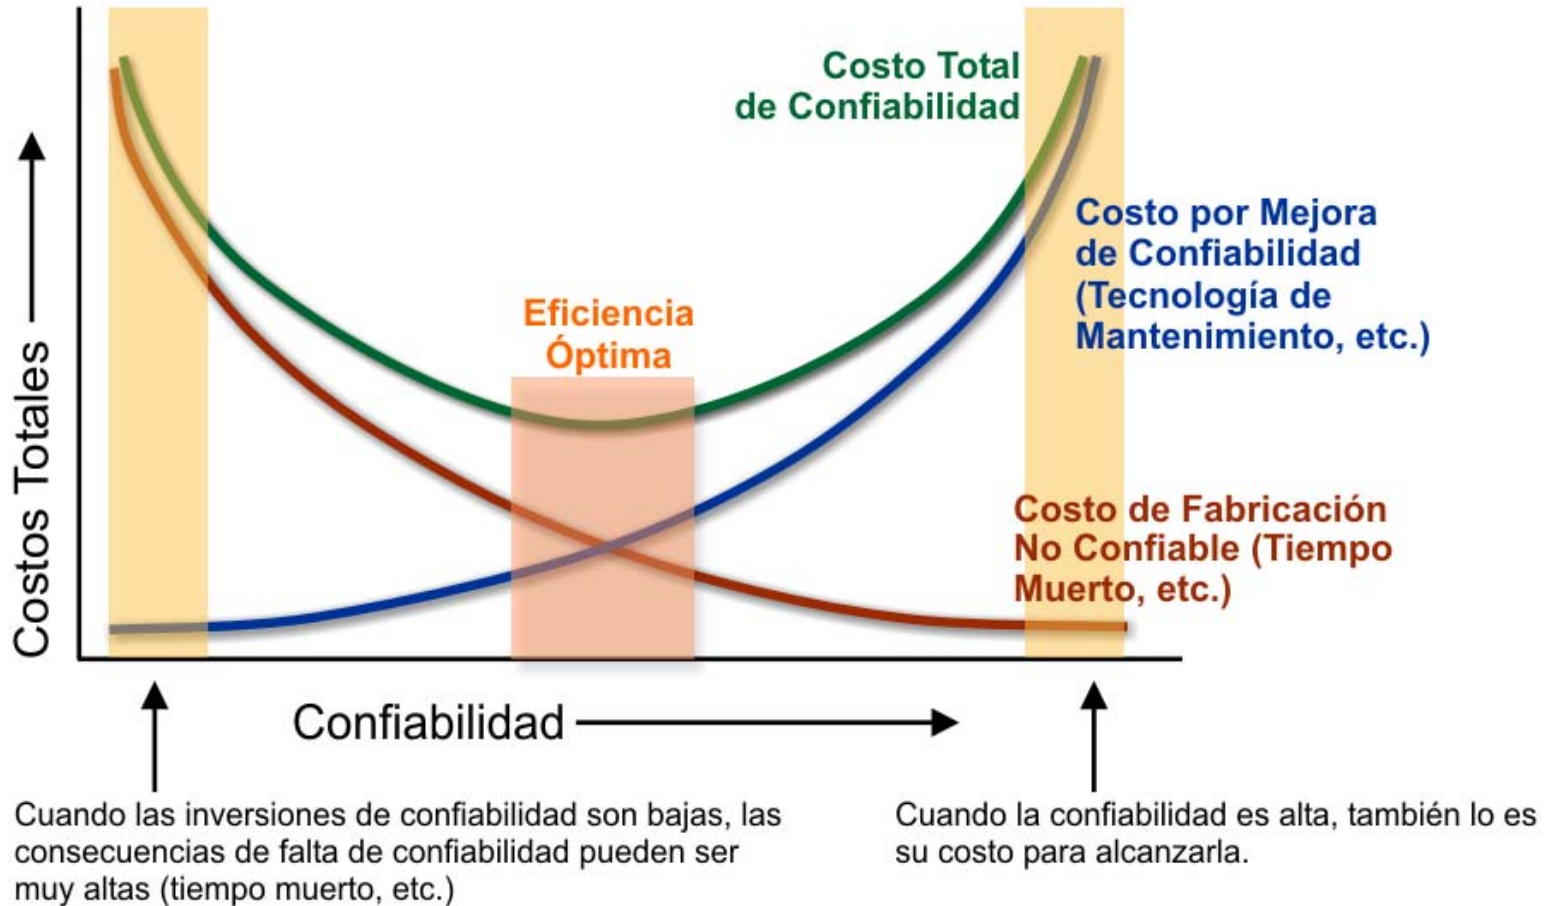 Costo Total
de Confiabilidad
Costo por Mejora
de Confiabilidad
(Tecnología de
Mantenimiento, etc.)
Eficiencia
Óptima
Costos Totales
Costo de Fabricación
No Confiable (Tiempo
Muerto, etc.)
Confiabilidad
Cuando las inversiones de confiabilidad son bajas, las
consecuencias de falta de confiabilidad pueden ser
muy altas (tiempo muerto, etc.)
Cuando la confiabilidad es alta, también lo es
su costo para alcanzarla.